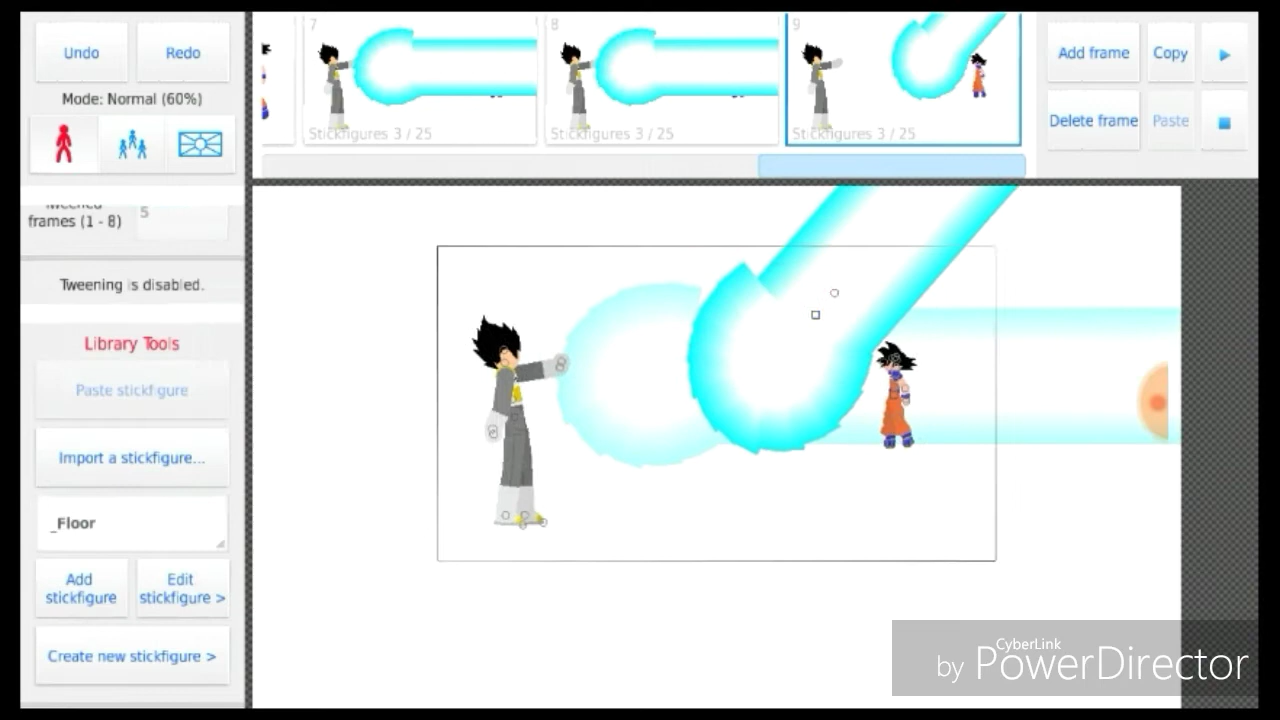 Undo
Redo
Mode: Normal (60%)
Tweened
frames (1 - 8)
5
Tweening is disabled.
Library Tools
Paste stickfigure
Import a stickfigure...
_Floor
Add
stickfigure
Edit
stickfigure >
Create new stickfigure >
7
Stickfigures 3 / 25
8
Stickfigures 3 / 25
9
Stickfigures 3 / 25
Add frame
Copy
Delete frame
Paste
CyberLink
by PowerDirector